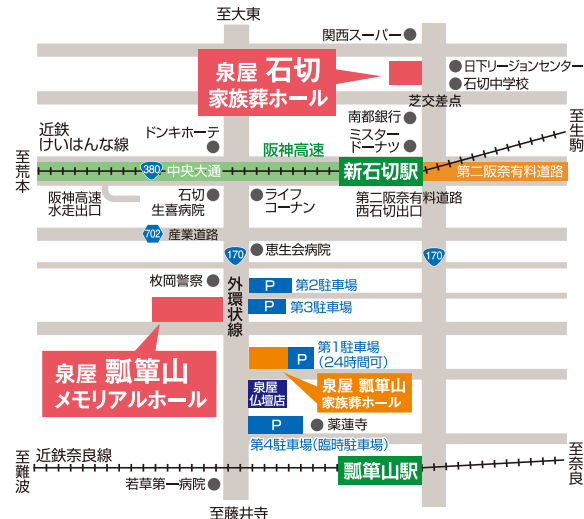 至大東
関西スーパー
泉屋 石切
家族葬ホール
日下リージョンセンター
石切中学校
芝交差点
至生駒
近鉄
けいはんな線
ドンキホーテ
南都銀行
ミスター
ドーナツ
阪神高速
至荒本
380
中央大通
新石切駅
第二阪奈有料道路
阪神高速
水走出口
石切
生喜病院
ライフ
コーナン
第二阪奈有料道路
西石切出口
702
産業道路
170
恵生会病院
170
枚岡警察
外環状線
P
第2駐車場
P
第3駐車場
泉屋 瓢箪山
メモリアルホール
P
第1駐車場
(24時間可)
泉屋
仏壇店
泉屋 瓢箪山
家族葬ホール
P
薬蓮寺
第4駐車場(臨時駐車場)
至難波
近鉄奈良線
瓢箪山駅
至奈良
若草第一病院
至藤井寺